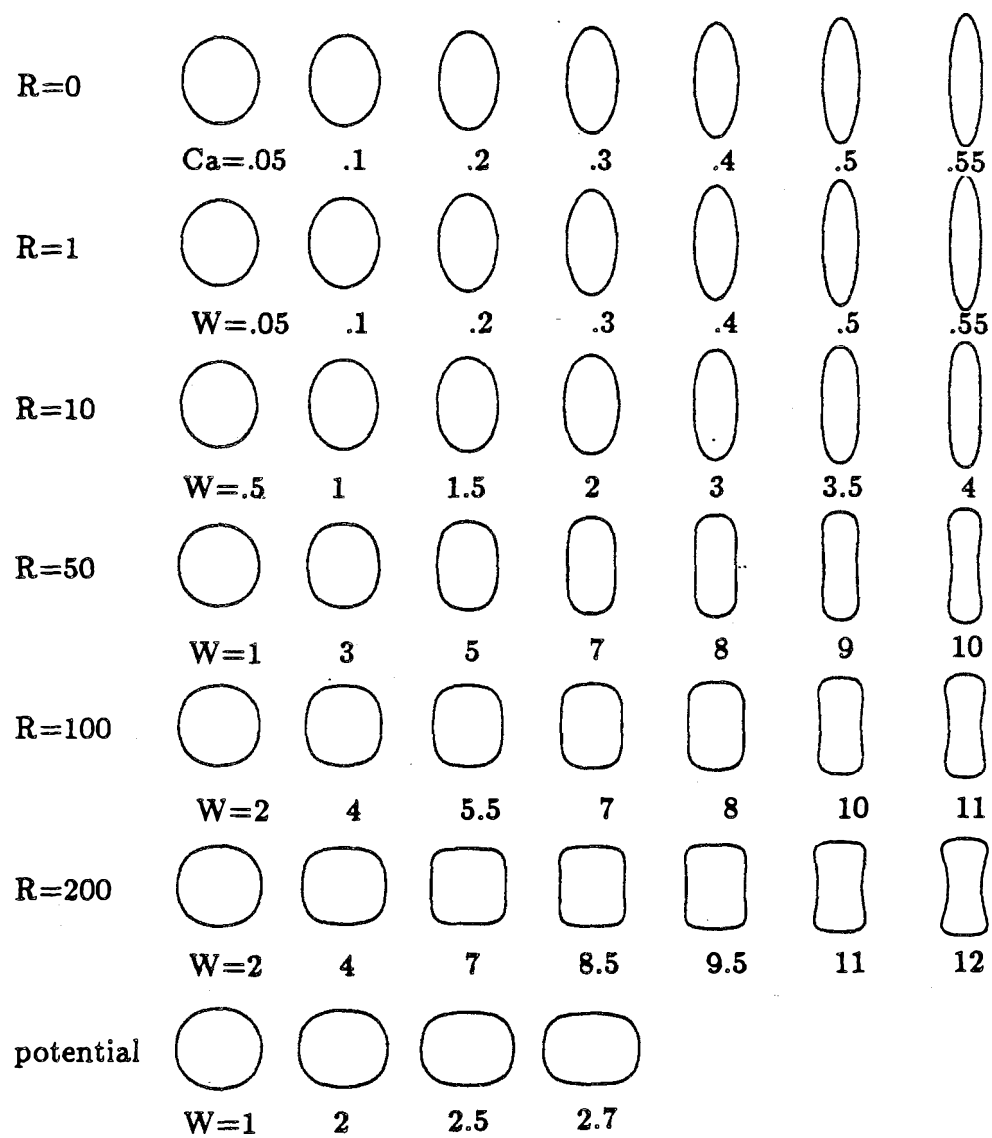 R=0
Ca=.05 .1 .2 .3 .4 .5 .55
R=1
W=.05 .1 .2 .3 .4 .5 .55
R=10
W=.5 1 1.5 2 3 3.5 4
R=50
W=1 3 5 7 8 9 10
R=100
W=2 4 5.5 7 8 10 11
R=200
W=2 4 7 8.5 9.5 11 12
potential
W=1 2 2.5 2.7